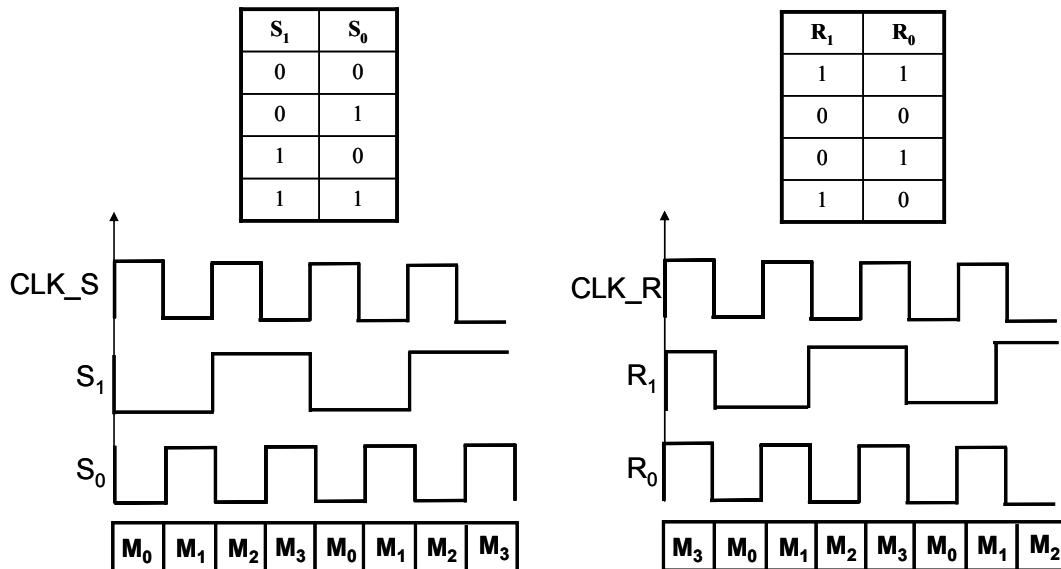 S₁ S₀
0 0
0 1
1 0
1 1
CLK_S
S₁
S₀
M₀ M₁ M₂ M₃ M₀ M₁ M₂ M₃
R₁ R₀
1 1
0 0
0 1
1 0
CLK_R
R₁
R₀
M₃ M₀ M₁ M₂ M₃ M₀ M₁ M₂